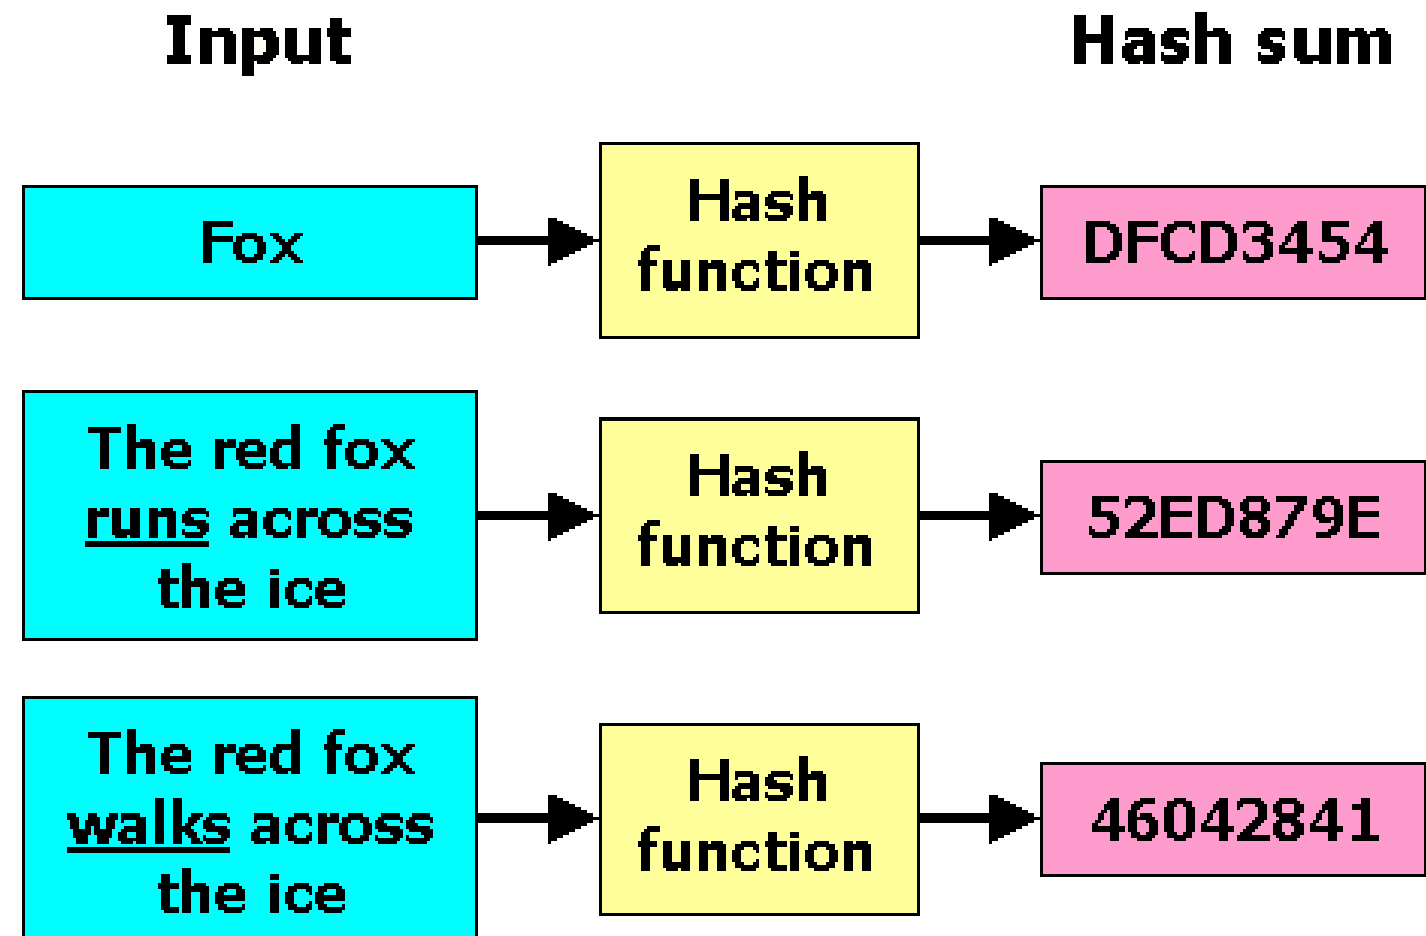 Input
Hash sum
Fox
Hash
function
DFCD3454
The red fox
runs across
the ice
Hash
function
52ED879E
The red fox
walks across
the ice
Hash
function
46042841